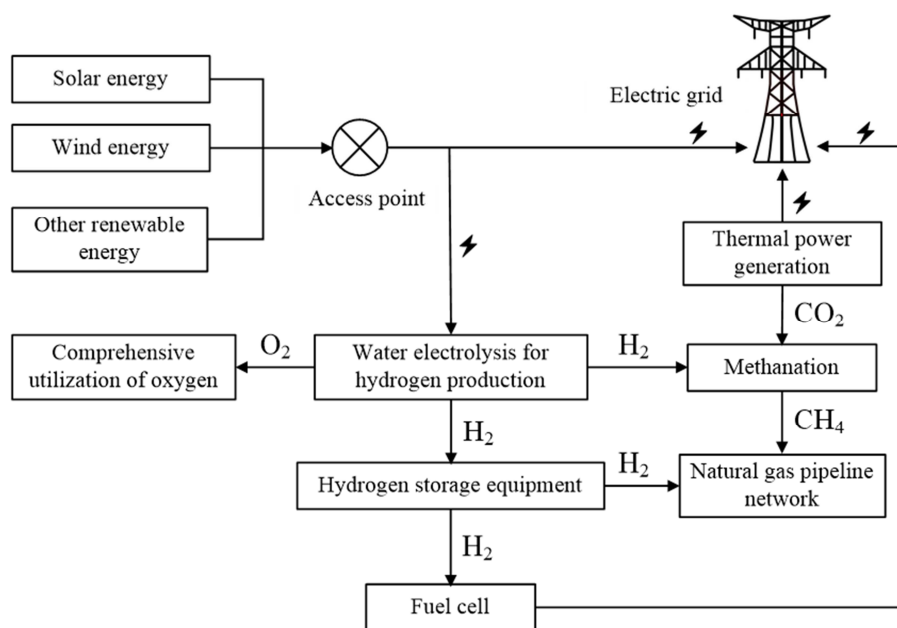 Solar energy
Electric grid
Wind energy
Access point
Other renewable
energy
Thermal power
generation
CO₂
Comprehensive
utilization of oxygen
O₂
Water electrolysis for
hydrogen production
H₂
Methanation
H₂
CH₄
Hydrogen storage equipment
H₂
Natural gas pipeline
network
H₂
Fuel cell